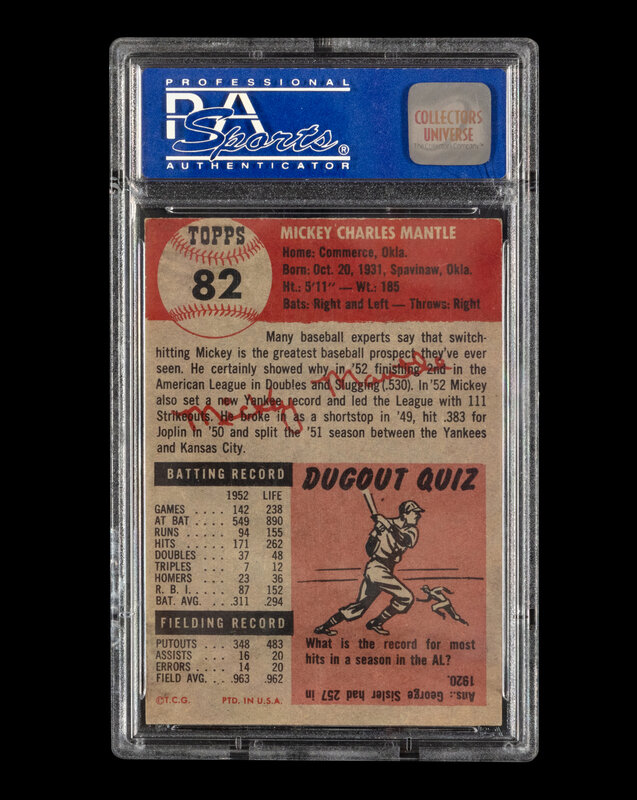 PROFESSIONAL
PSA
Sports®
AUTHENTICATOR
COLLECTORS
UNIVERSE
The Collectors Company™
TOPPS
82
MICKEY CHARLES MANTLE
Home: Commerce, Okla.
Born: Oct. 20, 1931, Spavinaw, Okla.
Ht.: 5'11" — Wt.: 185
Bats: Right and Left — Throws: Right
Many baseball experts say that switch-
hitting Mickey is the greatest baseball prospect they've ever
seen. He certainly showed why in '52 finishing 2nd in the
American League in Doubles and Slugging (.530). In '52 Mickey
also set a new Yankee record and led the League with 111
Strikeouts. He broke in as a shortstop in '49, hit .383 for
Joplin in '50 and split the '51 season between the Yankees
and Kansas City.
Mickey Mantle
BATTING RECORD
1952 LIFE
GAMES .... 142 238
AT BAT .... 549 890
RUNS .... 94 155
HITS .... 171 262
DOUBLES ... 37 48
TRIPLES ... 7 12
HOMERS ... 23 36
R. B. I. .... 87 152
BAT. AVG. .. .311 .294
FIELDING RECORD
PUTOUTS ... 348 483
ASSISTS ... 16 20
ERRORS ... 14 20
FIELD AVG. .. .963 .962
©T.C.G. PTD. IN U.S.A.
DUGOUT QUIZ
What is the record for most
hits in a season in the AL?
Ans.: George Sisler had 257 in
1920.